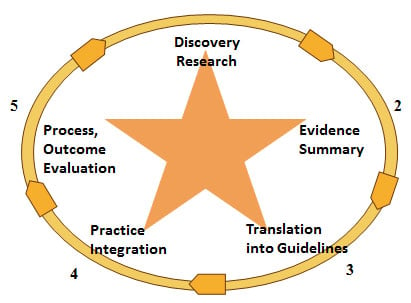 Discovery
Research
5
2
Process,
Outcome
Evaluation
Evidence
Summary
Practice
Integration
Translation
into Guidelines
4
3